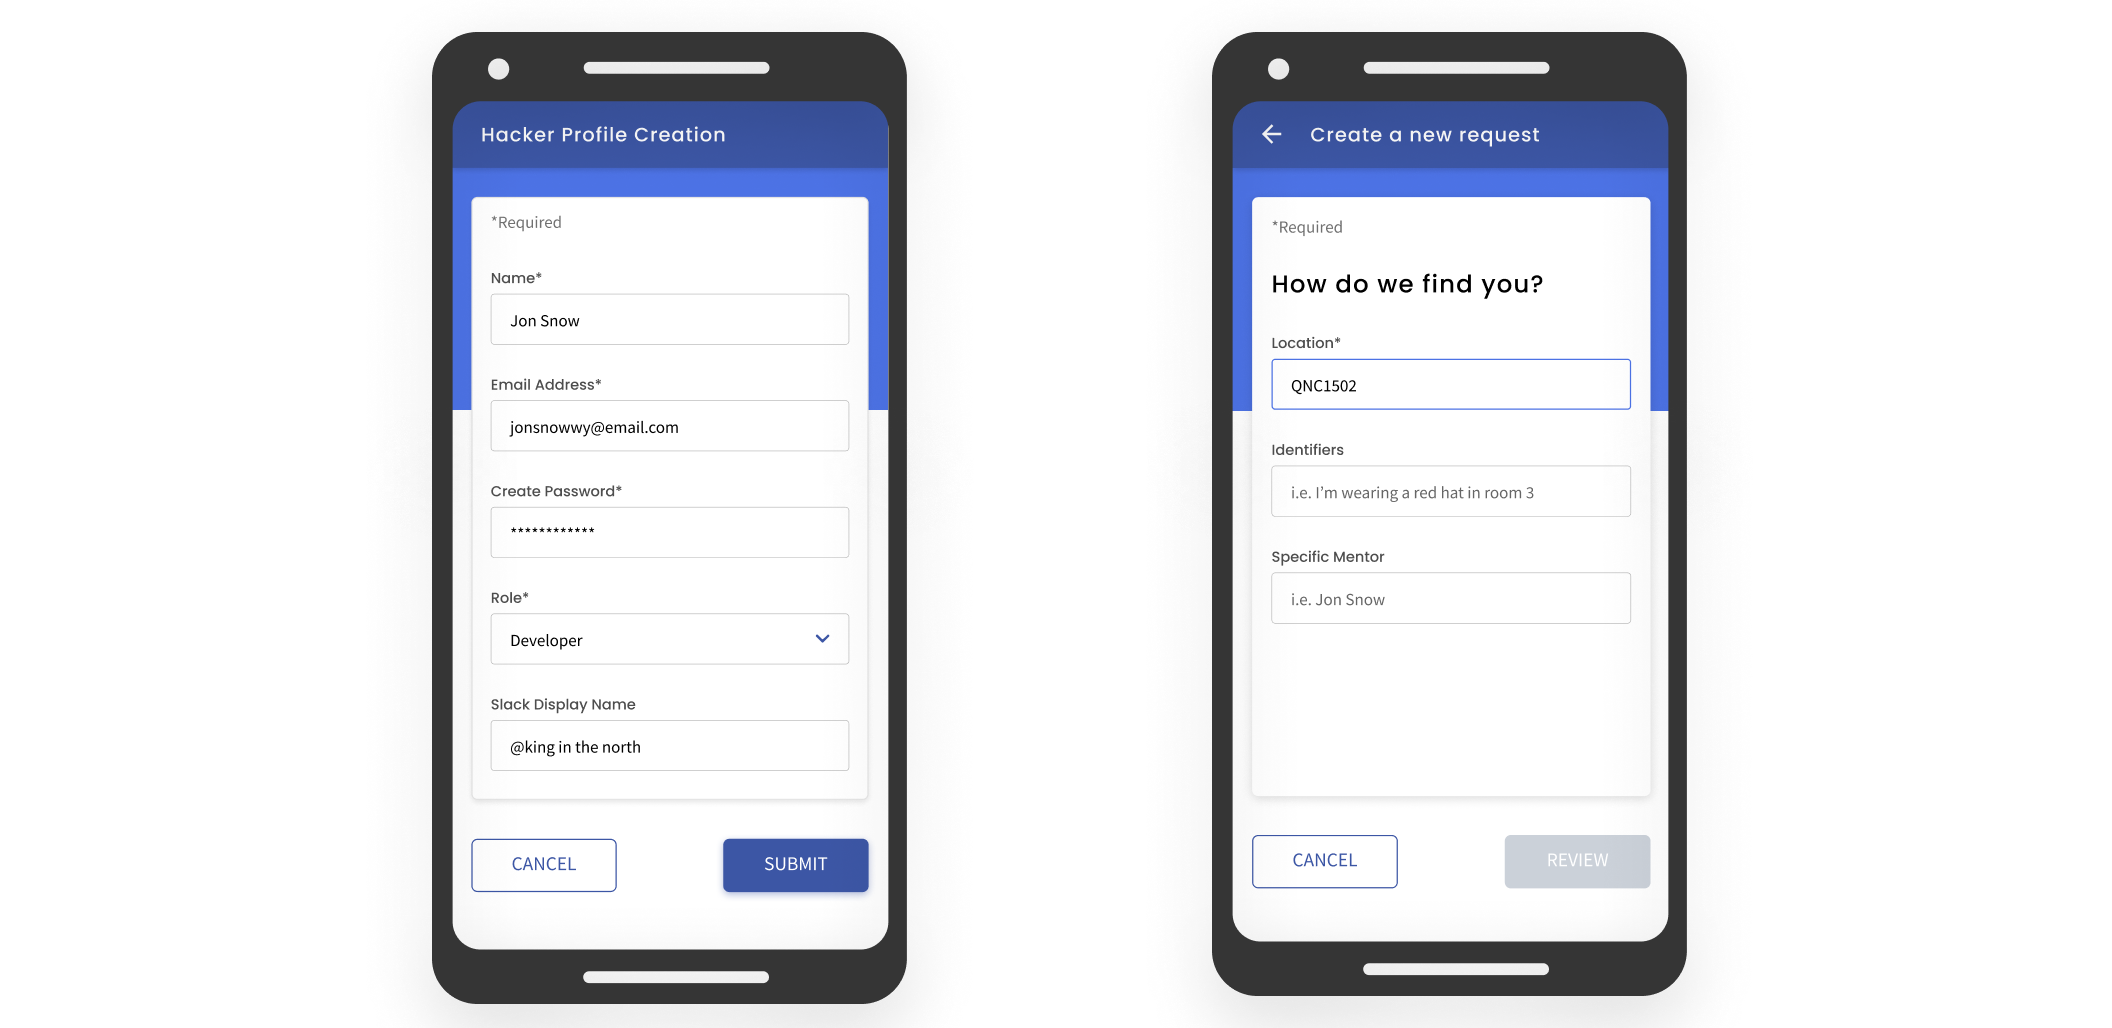 Hacker Profile Creation
*Required
Name*
Jon Snow
Email Address*
jonsnowwy@email.com
Create Password*
************
Role*
Developer
Slack Display Name
@king in the north
CANCEL
SUBMIT
Create a new request
*Required
How do we find you?
Location*
QNC1502
Identifiers
i.e. I’m wearing a red hat in room 3
Specific Mentor
i.e. Jon Snow
CANCEL
REVIEW